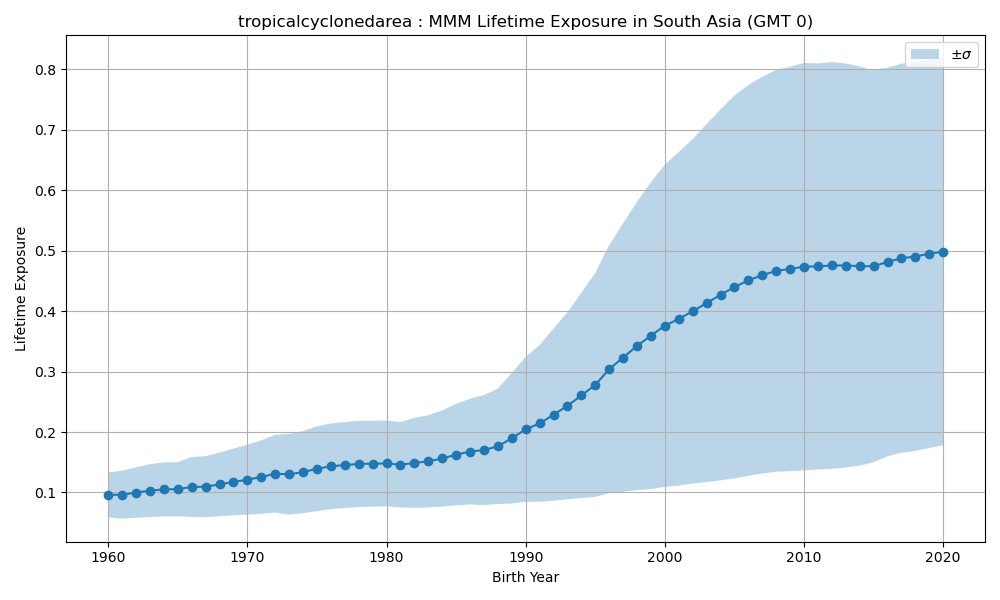 tropicalcyclonedarea : MMM Lifetime Exposure in South Asia (GMT 0)
±σ
Lifetime Exposure
0.8
0.7
0.6
0.5
0.4
0.3
0.2
0.1
1960 1970 1980 1990 2000 2010 2020
Birth Year